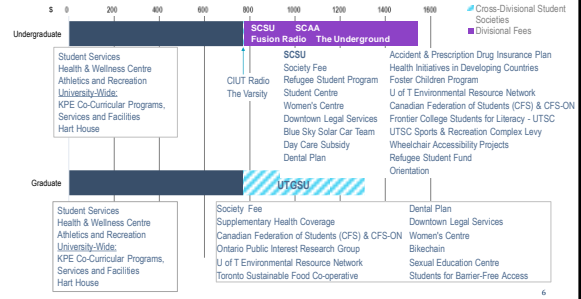 $ 0 200 400 600 800 1000 1200 1400 1600
Cross-Divisional Student
Societies
Divisional Fees
Undergraduate
SCSU SCAA
Fusion Radio The Underground
Student Services
Health & Wellness Centre
Athletics and Recreation
University-Wide:
KPE Co-Curricular Programs,
Services and Facilities
Hart House
CIUT Radio
The Varsity
SCSU
Society Fee
Refugee Student Program
Student Centre
Women's Centre
Downtown Legal Services
Blue Sky Solar Car Team
Day Care Subsidy
Dental Plan
Accident & Prescription Drug Insurance Plan
Health Initiatives in Developing Countries
Foster Children Program
U of T Environmental Resource Network
Canadian Federation of Students (CFS) & CFS-ON
Frontier College Students for Literacy - UTSC
UTSC Sports & Recreation Complex Levy
Wheelchair Accessibility Projects
Refugee Student Fund
Orientation
Graduate
UTGSU
Student Services
Health & Wellness Centre
Athletics and Recreation
University-Wide:
KPE Co-Curricular Programs,
Services and Facilities
Hart House
Society Fee
Supplementary Health Coverage
Canadian Federation of Students (CFS) & CFS-ON
Ontario Public Interest Research Group
U of T Environmental Resource Network
Toronto Sustainable Food Co-operative
Dental Plan
Downtown Legal Services
Women's Centre
Bikechain
Sexual Education Centre
Students for Barrier-Free Access
6